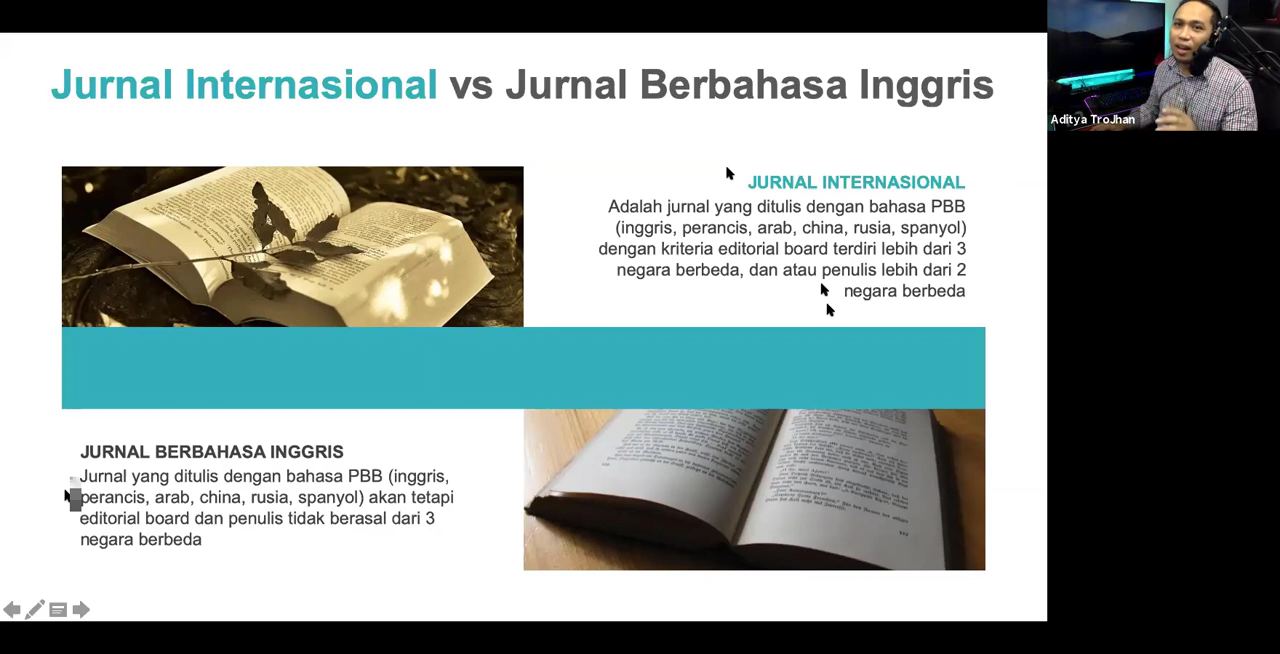 Jurnal Internasional vs Jurnal Berbahasa Inggris
Aditya TroJhan
JURNAL INTERNASIONAL
Adalah jurnal yang ditulis dengan bahasa PBB
(inggris, perancis, arab, china, rusia, spanyol)
dengan kriteria editorial board terdiri lebih dari 3
negara berbeda, dan atau penulis lebih dari 2
negara berbeda
JURNAL BERBAHASA INGGRIS
Jurnal yang ditulis dengan bahasa PBB (inggris,
perancis, arab, china, rusia, spanyol) akan tetapi
editorial board dan penulis tidak berasal dari 3
negara berbeda